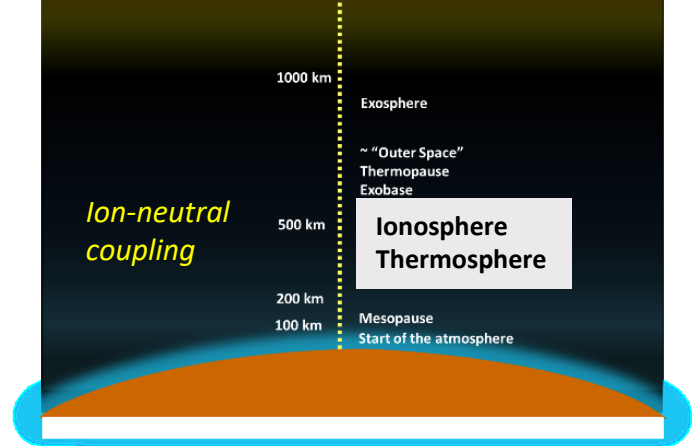 1000 km
Exosphere
~ “Outer Space”
Thermopause
Exobase
Ion-neutral
coupling
500 km
Ionosphere
Thermosphere
200 km
Mesopause
100 km
Start of the atmosphere